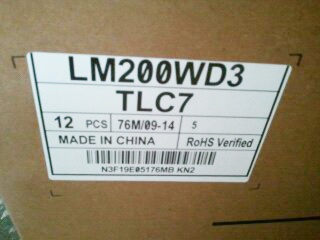 LM200WD3
TLC7
12 PCS 76M/09-14 5
MADE IN CHINA RoHS Verified
N3F19E05176MB KN2